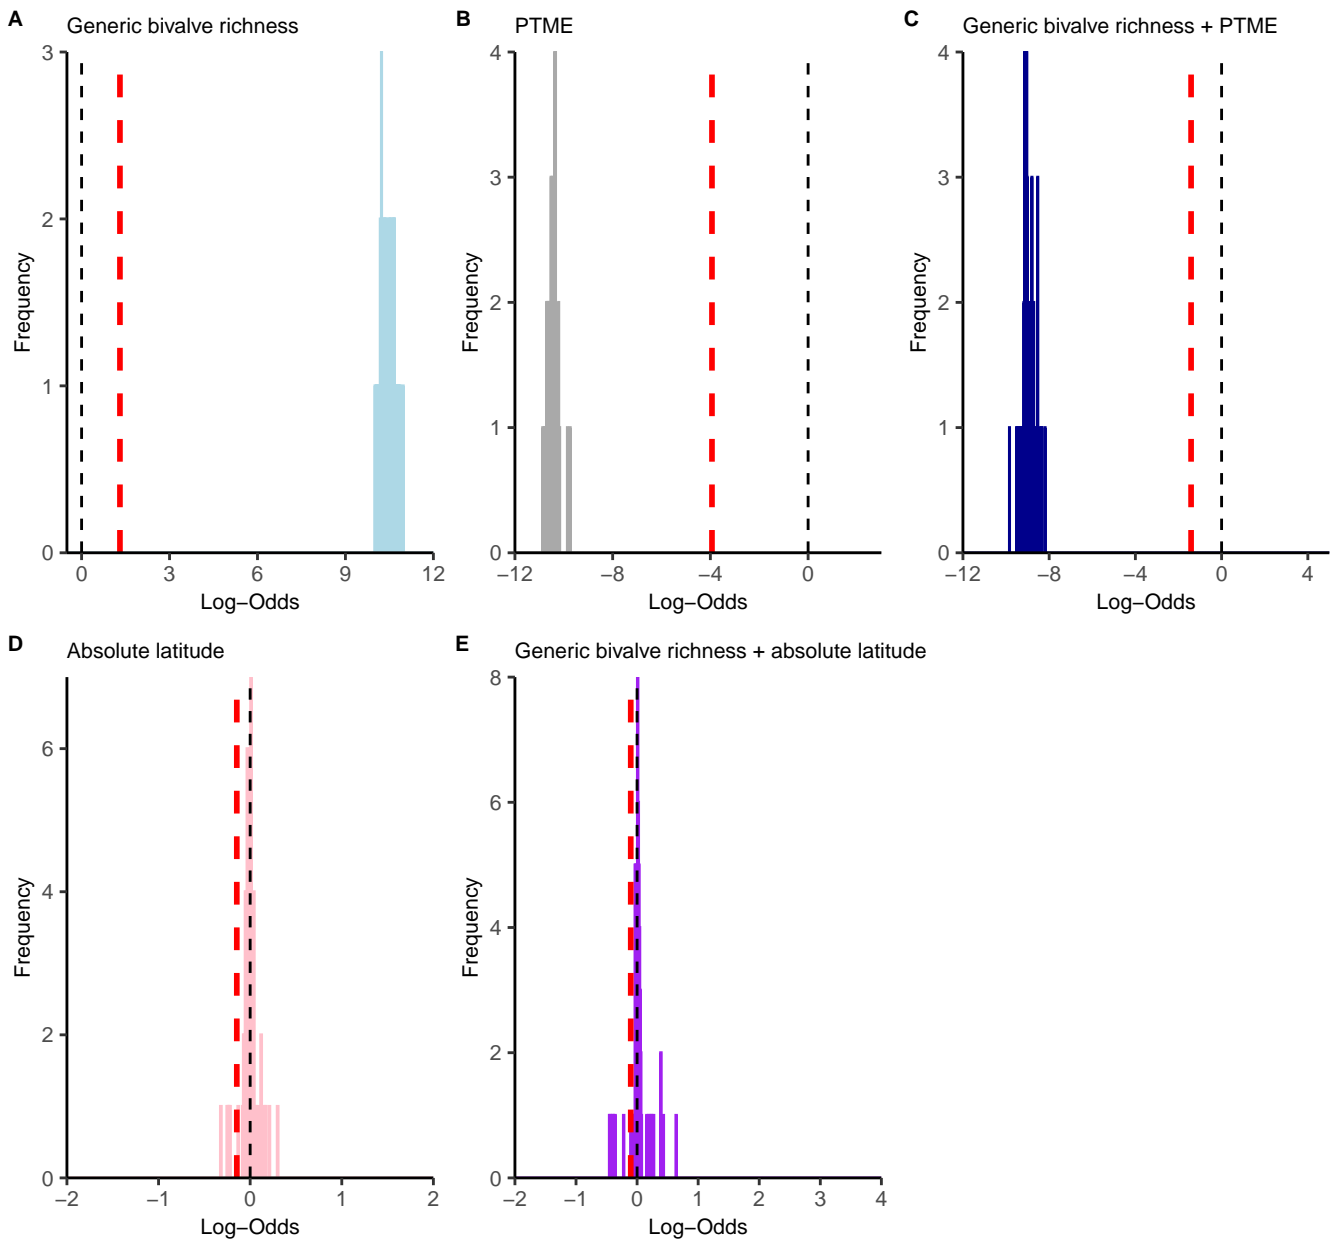 A Generic bivalve richness
3
2
1
0
Frequency
0 3 6 9 12
Log−Odds
B PTME
4
3
2
1
0
Frequency
−12 −8 −4 0
Log−Odds
C Generic bivalve richness + PTME
4
3
2
1
0
Frequency
−12 −8 −4 0 4
Log−Odds
D Absolute latitude
6
4
2
0
Frequency
−2 −1 0 1 2
Log−Odds
E Generic bivalve richness + absolute latitude
8
6
4
2
0
Frequency
−2 −1 0 1 2 3 4
Log−Odds